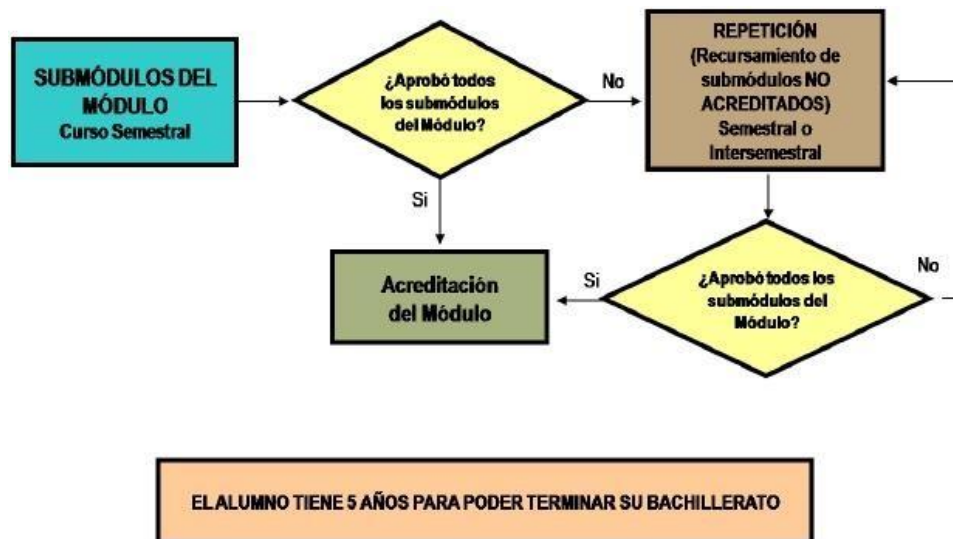 SUBMÓDULOS DEL
MÓDULO
Curso Semestral
¿Aprobó todos
los submódulos
del Módulo?
No
REPETICIÓN
(Recursamiento de
submódulos NO
ACREDITADOS)
Semestral o
Intersemestral
Si
Acreditación
del Módulo
Si
¿Aprobó todos los
submódulos del
Módulo?
No
EL ALUMNO TIENE 5 AÑOS PARA PODER TERMINAR SU BACHILLERATO